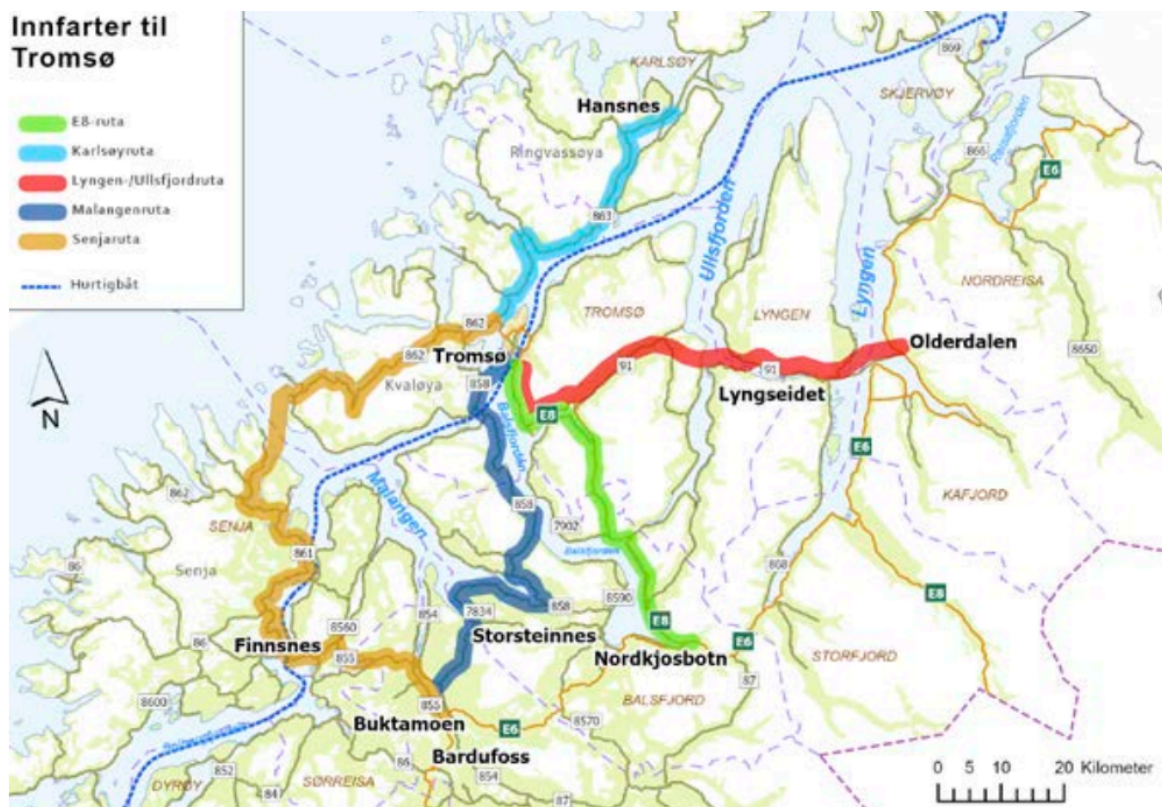 Innfarter til
Tromsø
E8-ruta
Karlsøyruta
Lyngen-/Ullsfjordruta
Malangenruta
Senjaruta
Hurtigbåt
N
KARLSØY
869
SKJERVØY
Hansnes
Ringvassøya
866
Reisafjorden
E6
863
Ullsfjorden
Lyngen
NORDREISA
TROMSØ
LYNGEN
862
862
Olderdalen
8650
Tromsø
91
858
Kvaløya
91
Lyngseidet
E8
Balsfjorden
E6
Malangen
862
858
KÅFJORD
SENJA
7902
861
Balsfjorden
86
Senja
868
7834
8590
E8
854
858
E8
8560
Storsteinnes
Finnsnes
E6
86
855
Nordkjosbotn
STORFJORD
87
8600
855
BALSFJORD
Buktamoen
E6
8570
Bardufoss
86
852
854
DYRØY
84
SØRREISA
87
0 5 10 20 Kilometer